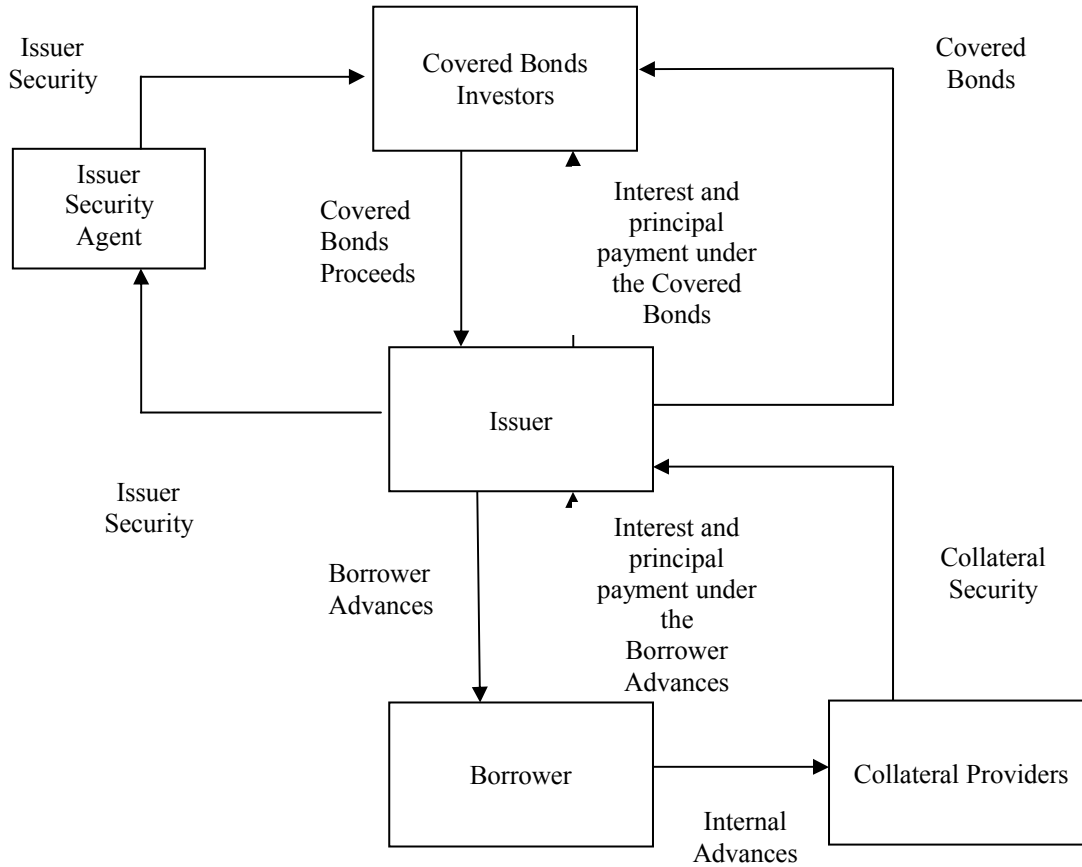 Issuer
Security
Covered Bonds
Investors
Covered
Bonds
Issuer
Security
Agent
Covered
Bonds
Proceeds
Interest and
principal
payment under
the Covered
Bonds
Issuer
Issuer
Security
Borrower
Advances
Interest and
principal
payment under
the
Borrower
Advances
Collateral
Security
Borrower
Collateral Providers
Internal
Advances